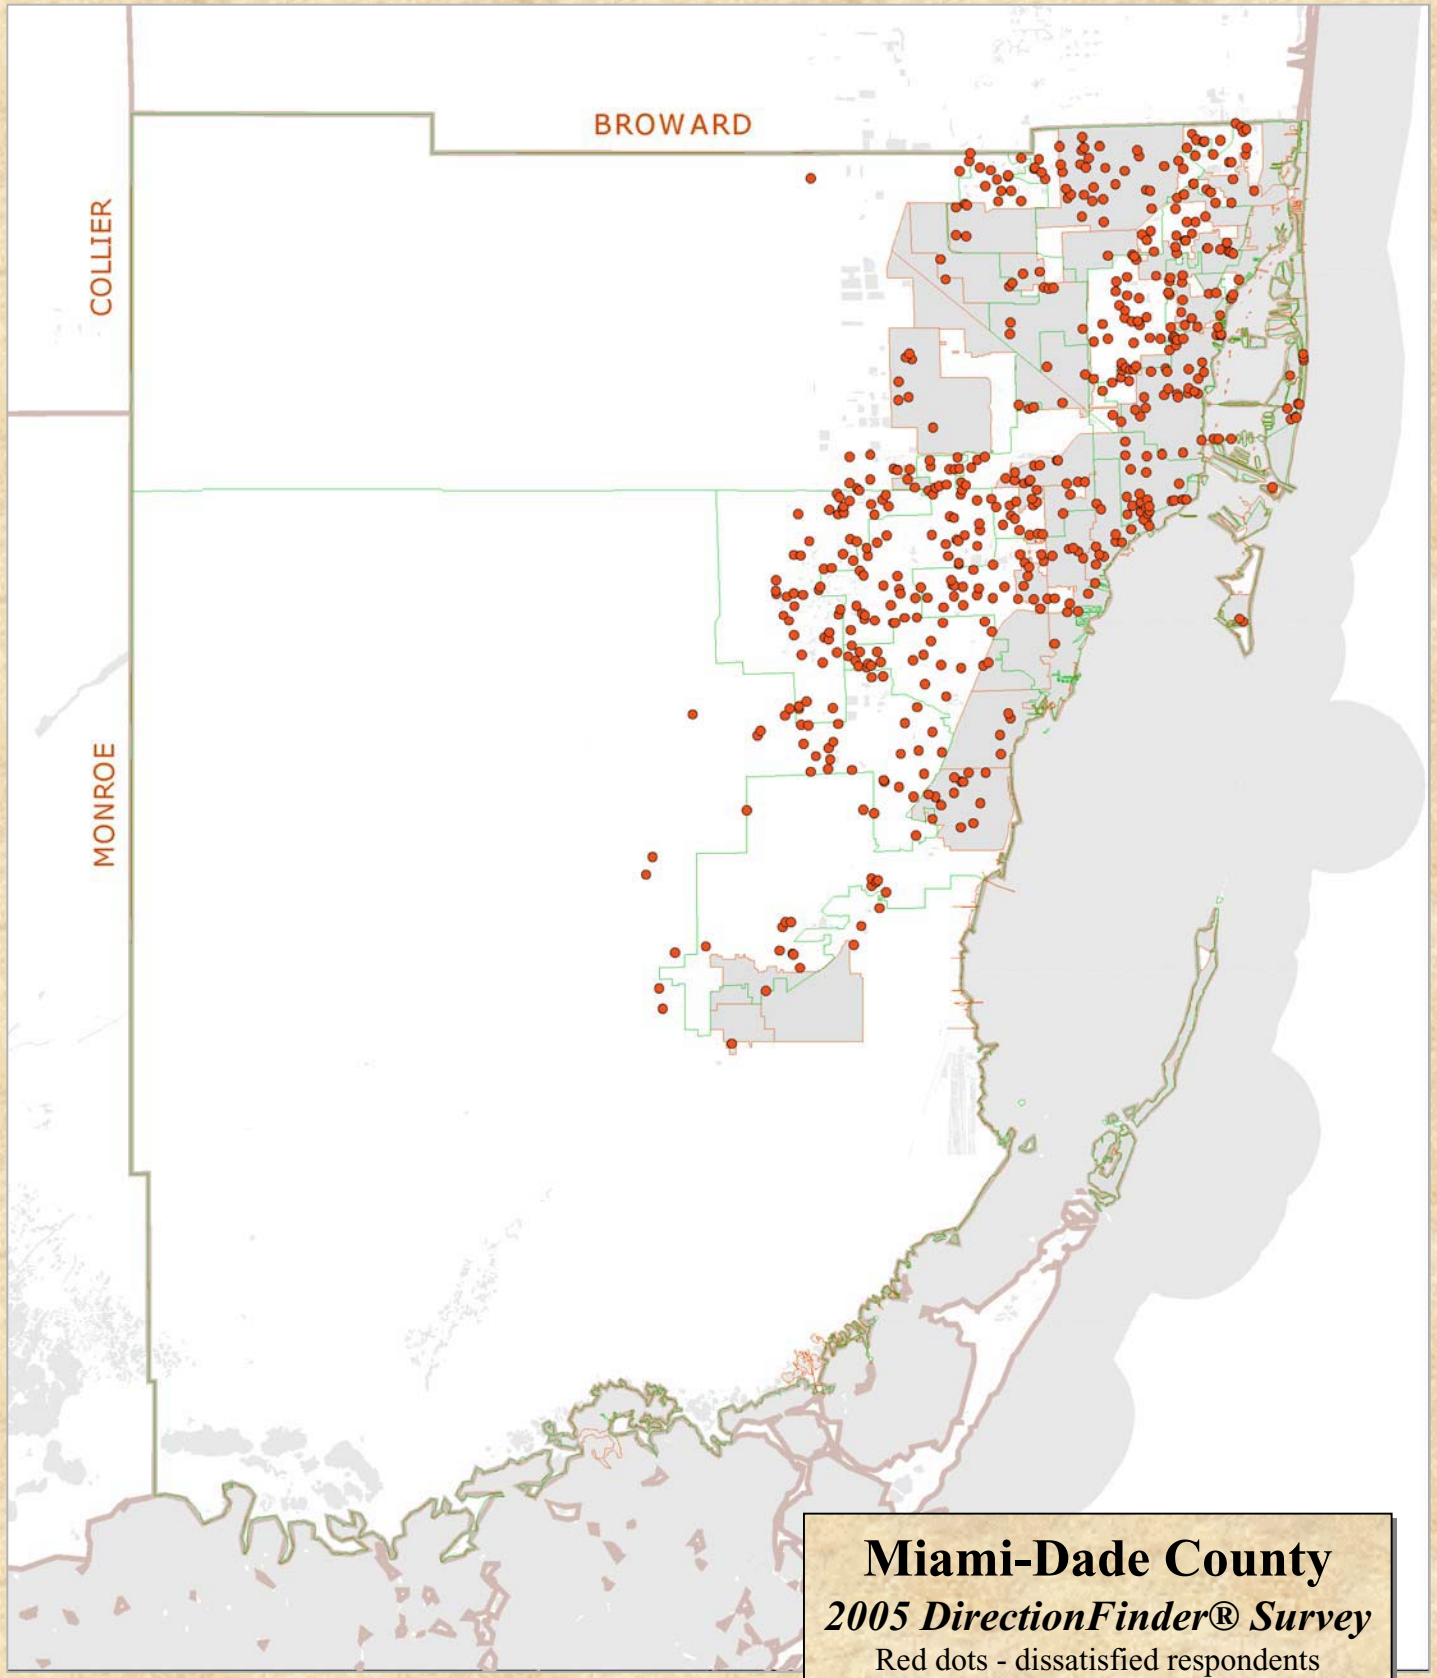 BROWARD
COLLIER
MONROE
Miami-Dade County
2005 DirectionFinder® Survey
Red dots - dissatisfied respondents